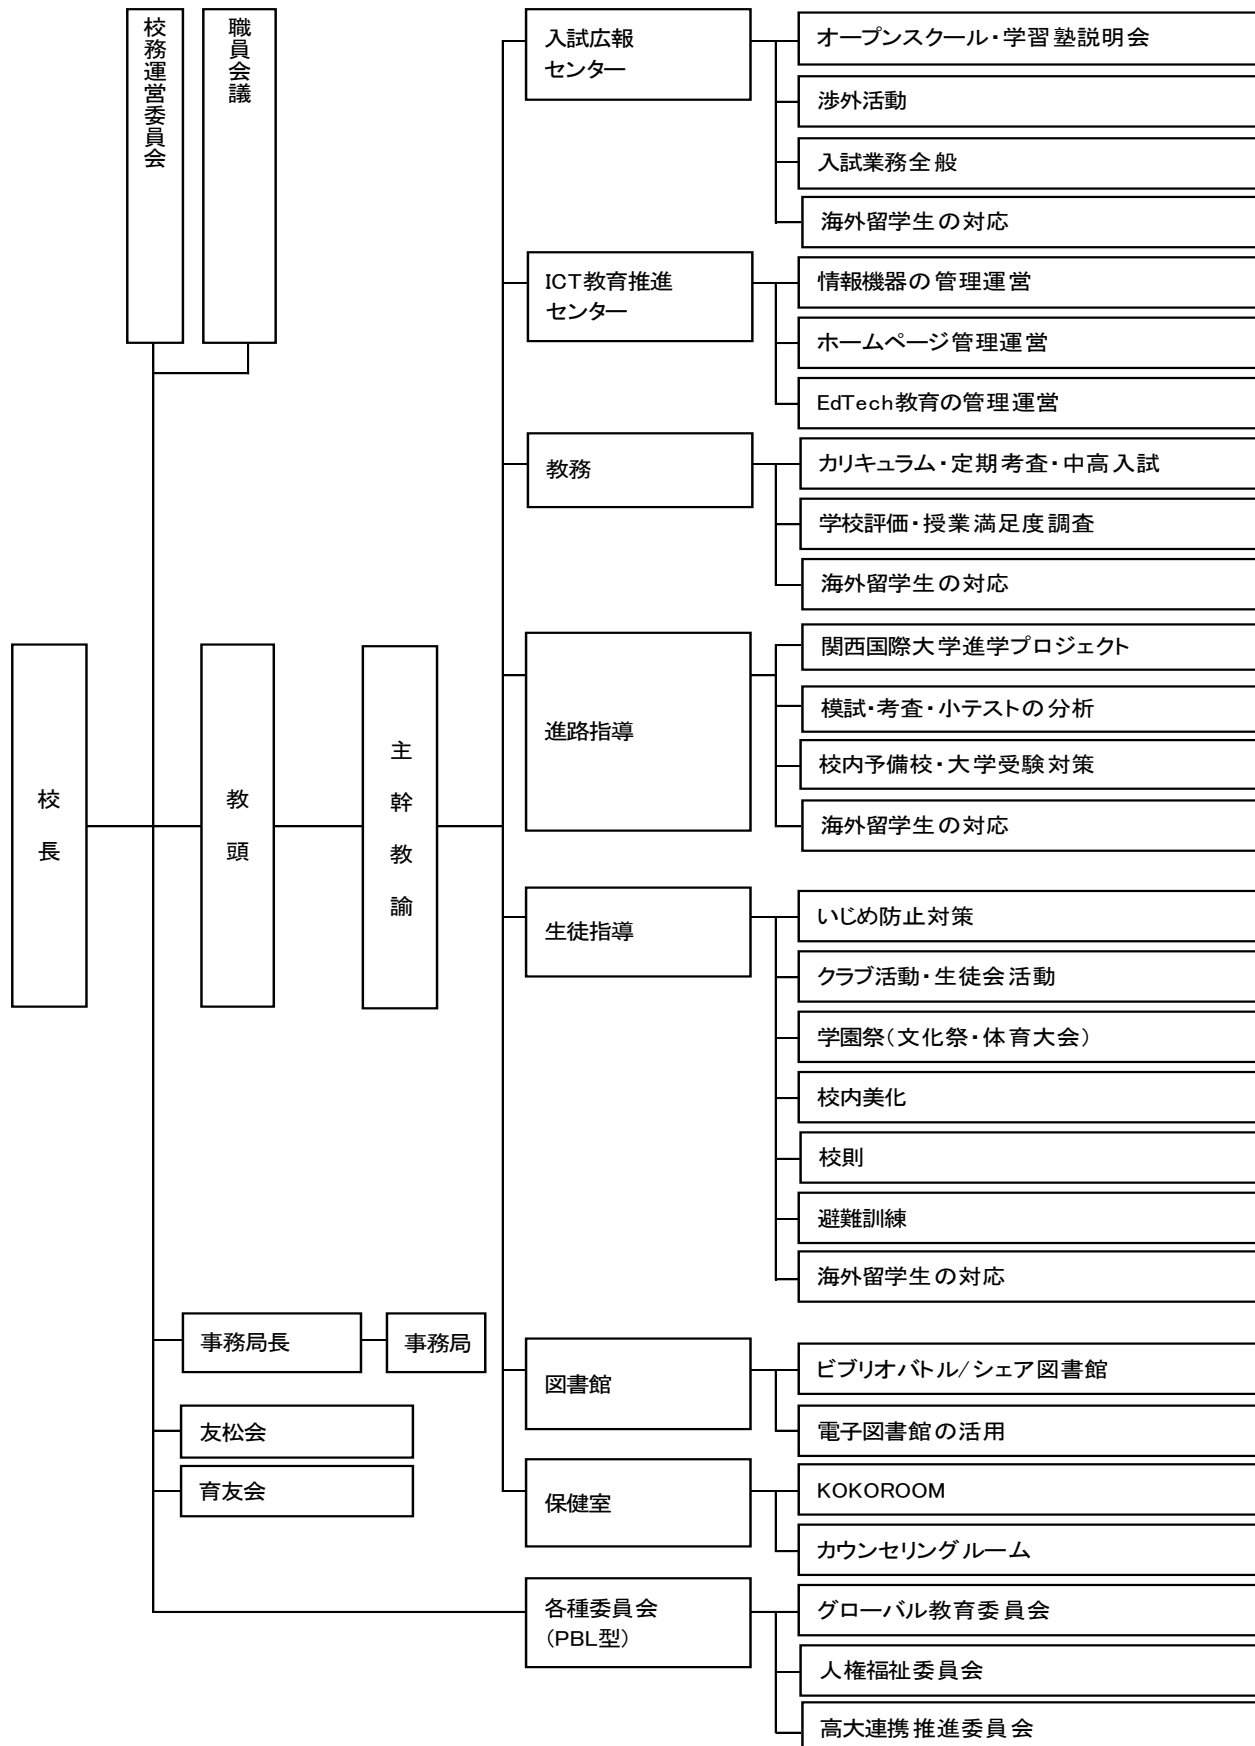 校務運営委員会
職員会議
校長
教頭
主幹教諭
入試広報
センター
オープンスクール・学習塾説明会
渉外活動
入試業務全般
海外留学生の対応
ICT教育推進
センター
情報機器の管理運営
ホームページ管理運営
EdTech教育の管理運営
教務
カリキュラム・定期考査・中高入試
学校評価・授業満足度調査
海外留学生の対応
進路指導
関西国際大学進学プロジェクト
模試・考査・小テストの分析
校内予備校・大学受験対策
海外留学生の対応
生徒指導
いじめ防止対策
クラブ活動・生徒会活動
学園祭(文化祭・体育大会)
校内美化
校則
避難訓練
海外留学生の対応
事務局長
事務局
友松会
育友会
図書館
ビブリオバトル/シェア図書館
電子図書館の活用
保健室
KOKOROOM
カウンセリングルーム
各種委員会
(PBL型)
グローバル教育委員会
人権福祉委員会
高大連携推進委員会